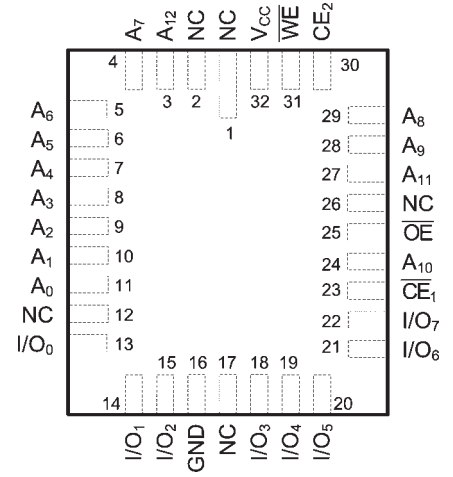 A7 A12 NC NC VCC WE CE2
4 3 2 1 32 31 30
A6 5
A5 6
A4 7
A3 8
A2 9
A1 10
A0 11
NC 12
I/O0 13
29 A8
28 A9
27 A11
26 NC
25 OE
24 A10
23 CE1
22 I/O7
21 I/O6
14 15 16 17 18 19 20
I/O1 I/O2 GND NC I/O3 I/O4 I/O5